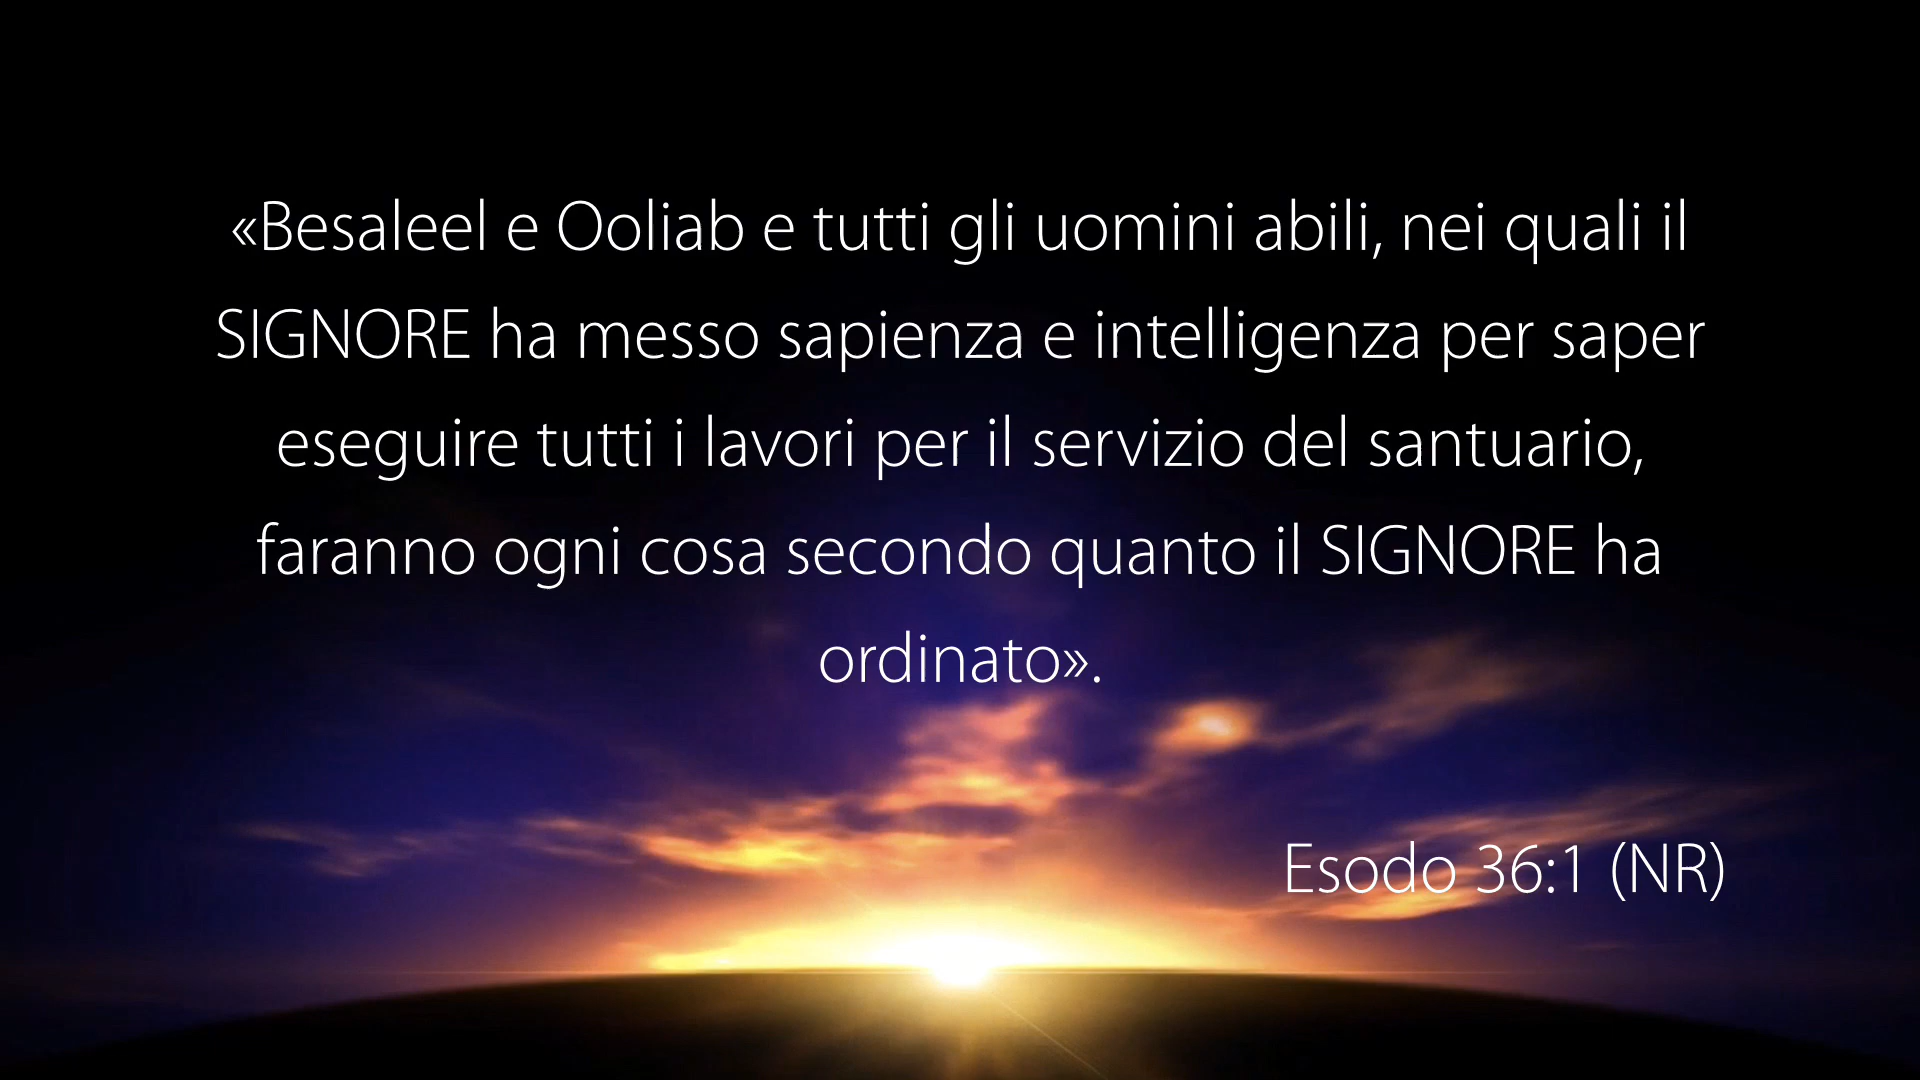 «Besaleel e Ooliab e tutti gli uomini abili, nei quali il
SIGNORE ha messo sapienza e intelligenza per saper
eseguire tutti i lavori per il servizio del santuario,
faranno ogni cosa secondo quanto il SIGNORE ha
ordinato».
Esodo 36:1 (NR)